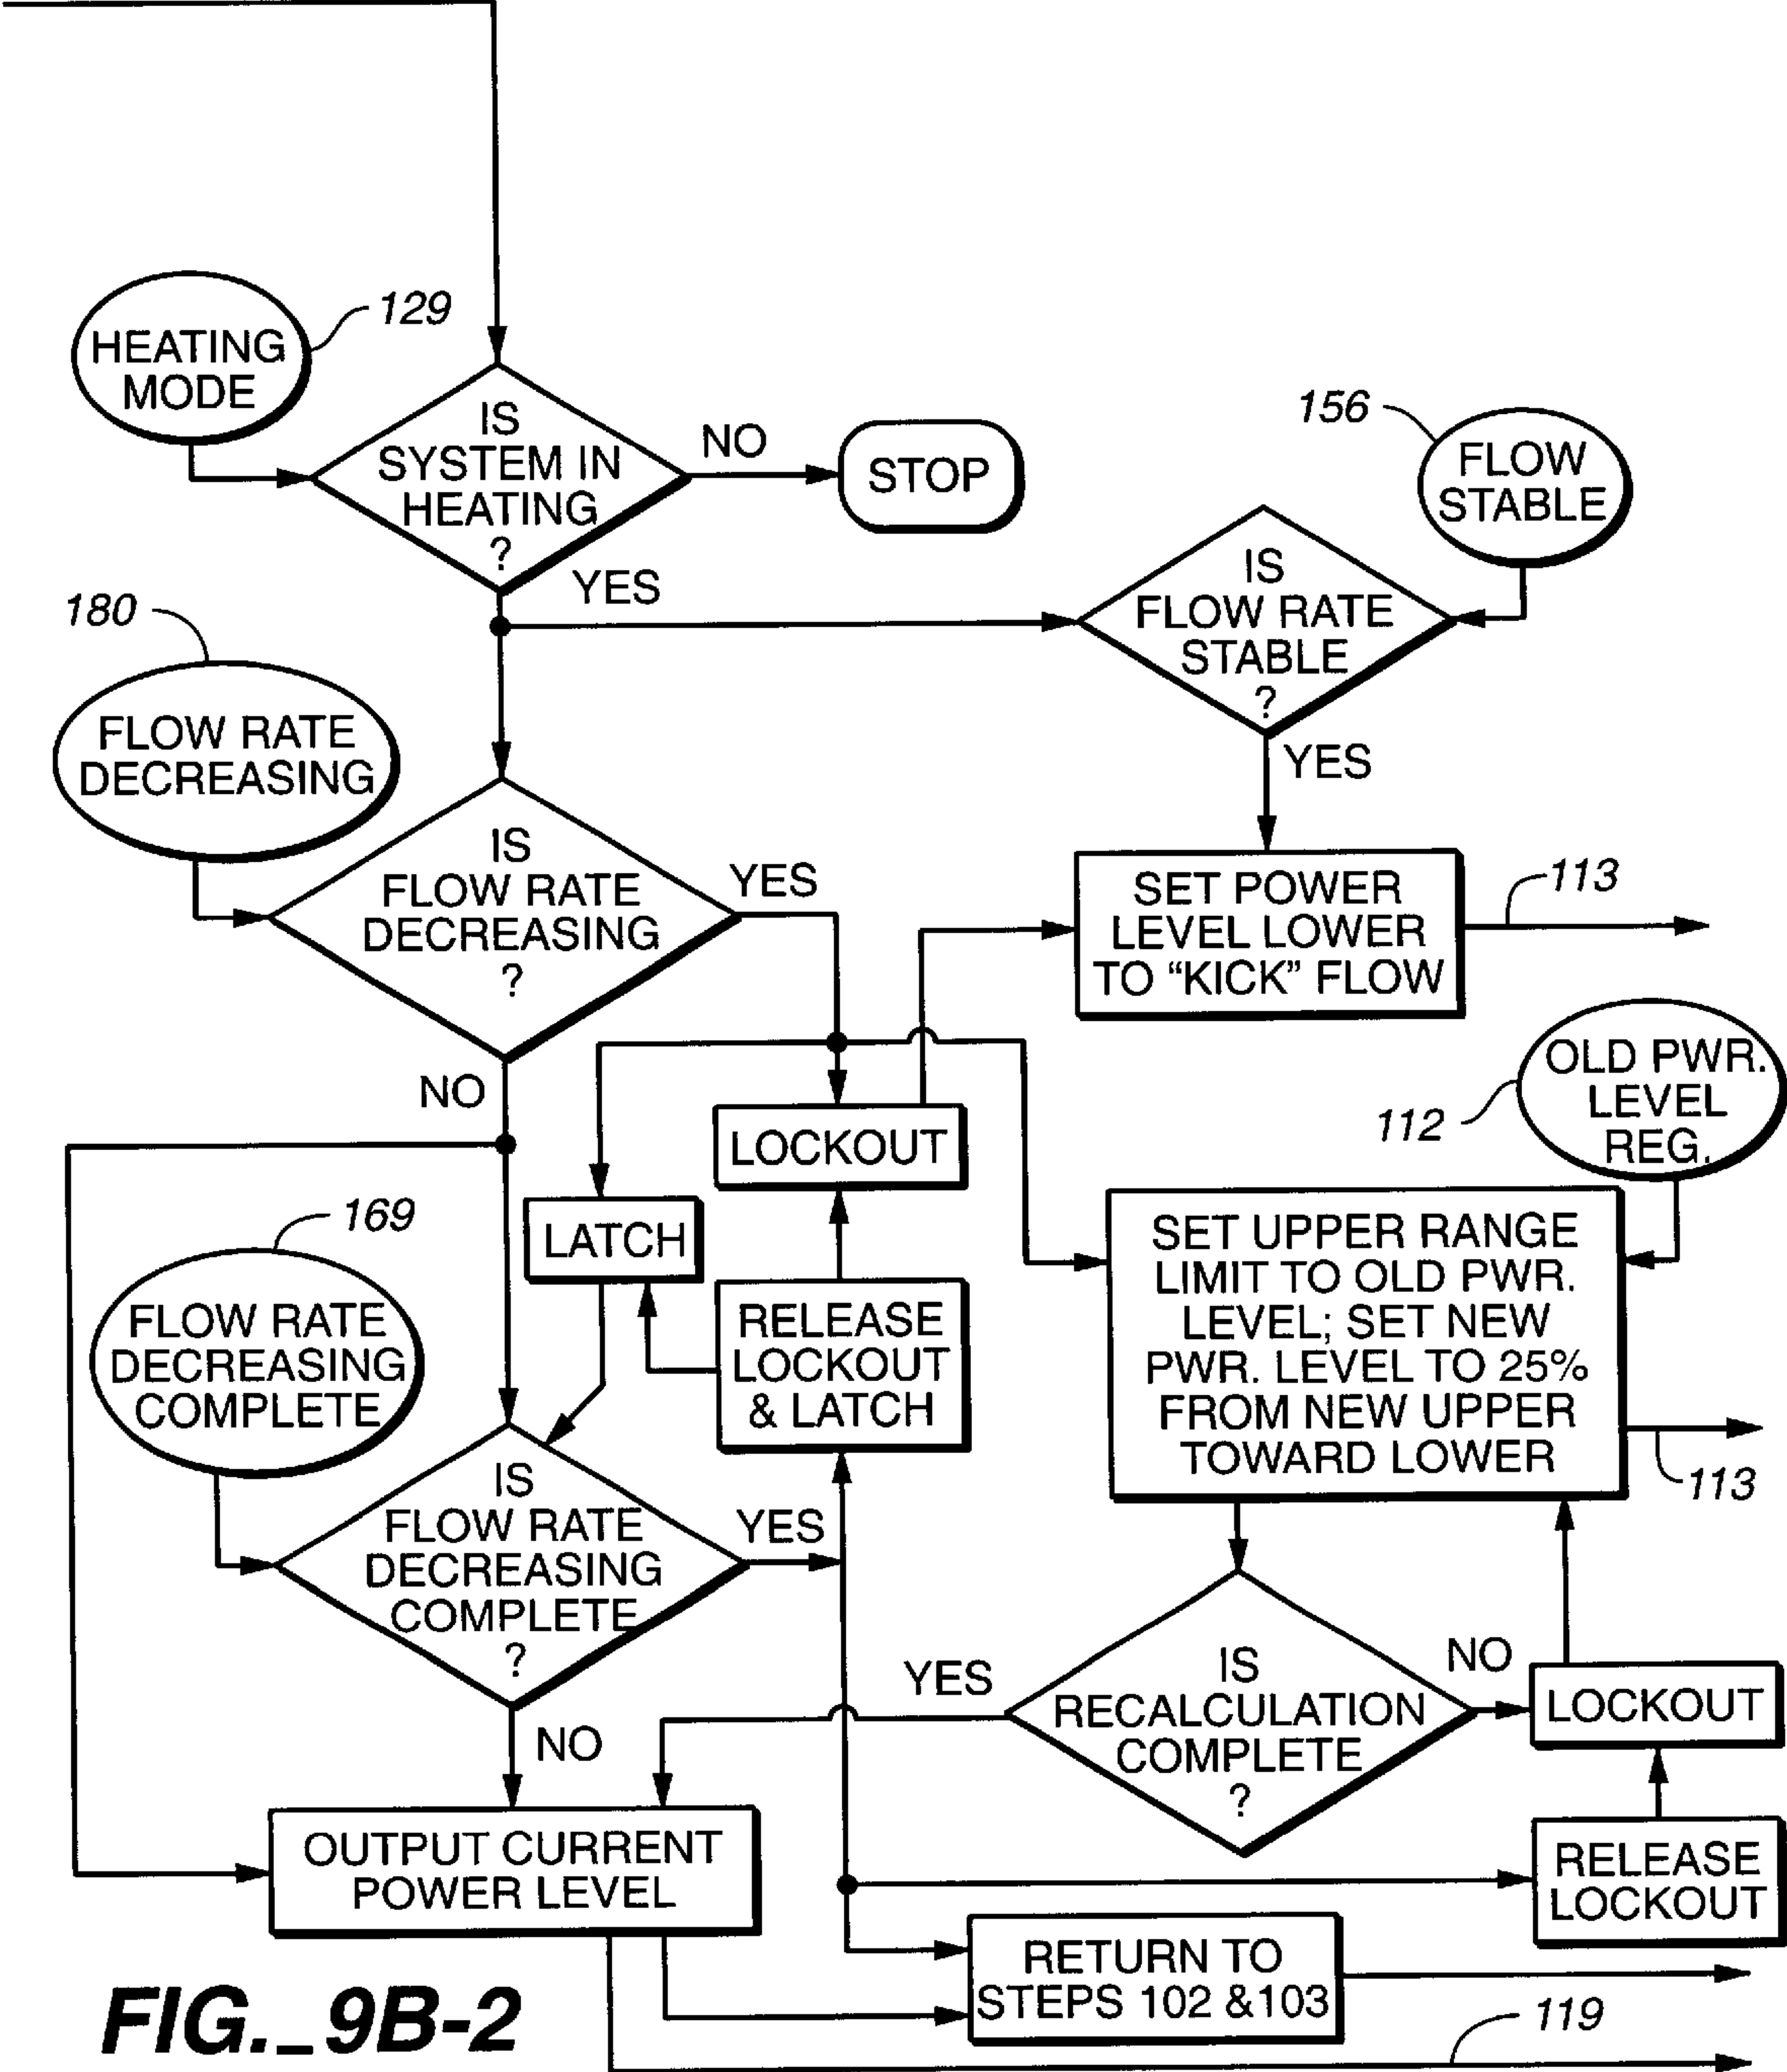 129
HEATING
MODE
IS
SYSTEM IN
HEATING
?
NO
STOP
YES
156
FLOW
STABLE
IS
FLOW RATE
STABLE
?
YES
180
FLOW RATE
DECREASING
IS
FLOW RATE
DECREASING
?
YES
SET POWER
LEVEL LOWER
TO “KICK” FLOW
113
NO
LOCKOUT
OLD PWR.
LEVEL
REG.
112
LATCH
169
FLOW RATE
DECREASING
COMPLETE
RELEASE
LOCKOUT
& LATCH
SET UPPER RANGE
LIMIT TO OLD PWR.
LEVEL; SET NEW
PWR. LEVEL TO 25%
FROM NEW UPPER
TOWARD LOWER
113
IS
FLOW RATE
DECREASING
COMPLETE
?
YES
NO
YES
IS
RECALCULATION
COMPLETE
?
NO
LOCKOUT
OUTPUT CURRENT
POWER LEVEL
RELEASE
LOCKOUT
RETURN TO
STEPS 102 &103
119
FIG._9B-2